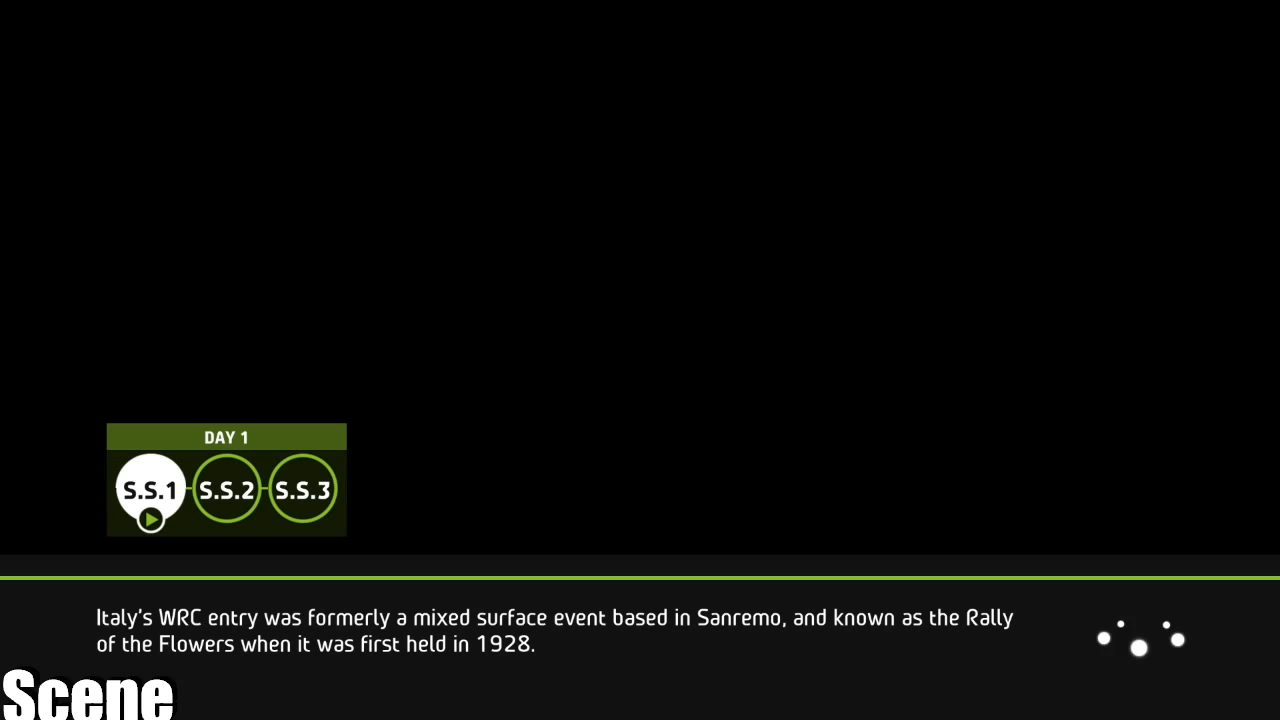 DAY 1
S.S.1 S.S.2 S.S.3
Italy's WRC entry was formerly a mixed surface event based in Sanremo, and known as the Rally
of the Flowers when it was first held in 1928.
Scene